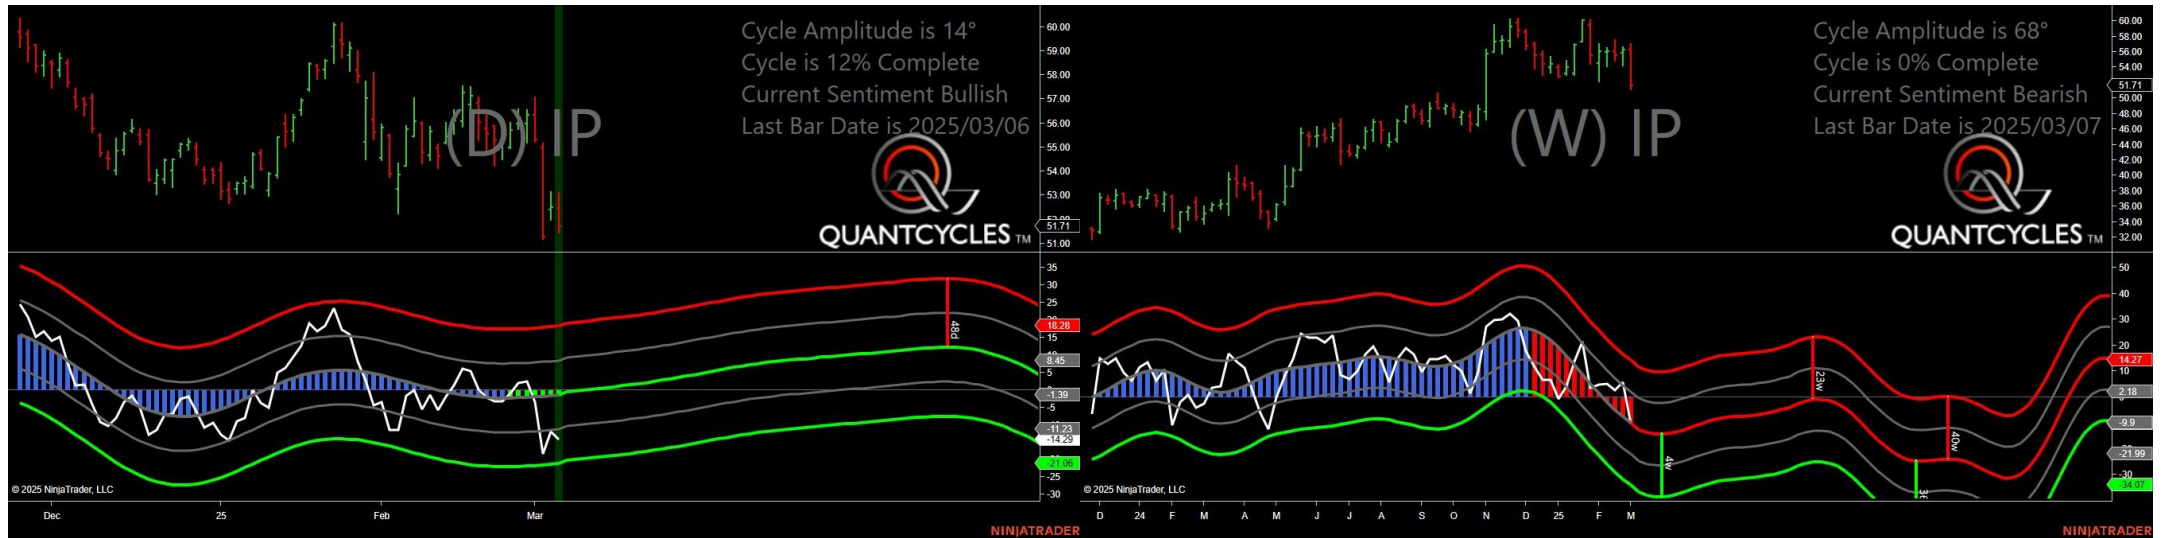 Cycle Amplitude is 14°
Cycle is 12% Complete
Current Sentiment Bullish
Last Bar Date is 2025/03/06
(D) IP
QUANTCYCLES TM
60.00
59.00
58.00
57.00
56.00
55.00
54.00
53.00
51.71
51.00
35
30
25
18.28
15
8.45
5
-1.39
-5
-11.23
-14.29
-21.06
-25
-30
48d
© 2025 NinjaTrader, LLC
Dec
25
Feb
Mar
NINJATRADER
Cycle Amplitude is 68°
Cycle is 0% Complete
Current Sentiment Bearish
Last Bar Date is 2025/03/07
(W) IP
QUANTCYCLES TM
60.00
58.00
56.00
54.00
51.71
50.00
48.00
46.00
44.00
42.00
40.00
38.00
36.00
34.00
32.00
50
40
30
20
14.27
10
2.18
-9.9
-21.99
-30
-34.07
23w
4w
40w
© 2025 NinjaTrader, LLC
D
24
F
M
A
M
J
J
A
S
O
N
D
25
F
M
NINJATRADER